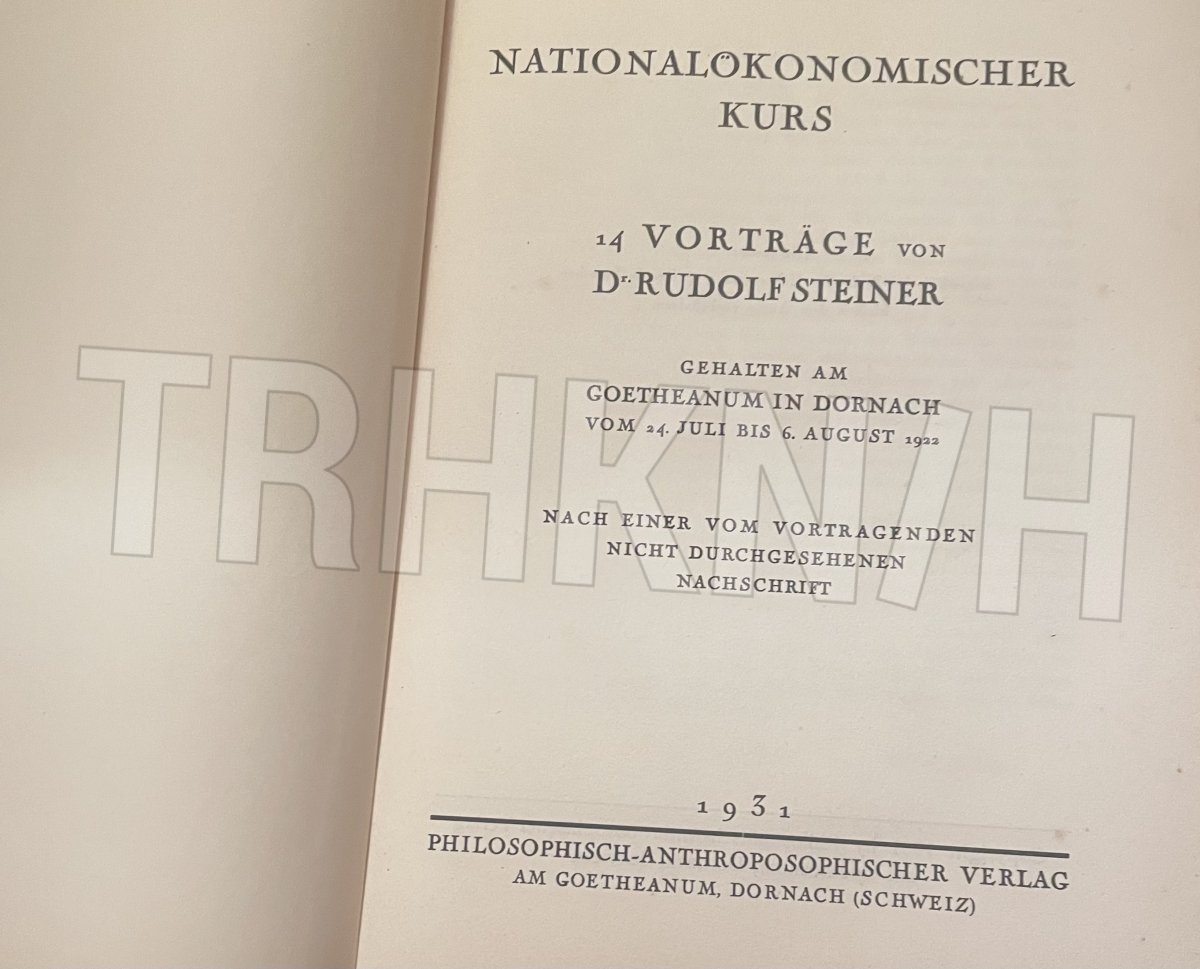 NATIONALÖKONOMISCHER
KURS
14 VORTRÄGE VON
Dr. RUDOLF STEINER
GEHALTEN AM
GOETHEANUM IN DORNACH
VOM 24. JULI BIS 6. AUGUST 1922
NACH EINER VOM VORTRAGENDEN
NICHT DURCHGESEHENEN
NACHSCHRIFT
1931
PHILOSOPHISCH-ANTHROPOSOPHISCHER VERLAG
AM GOETHEANUM, DORNACH (SCHWEIZ)
TRHKN/H